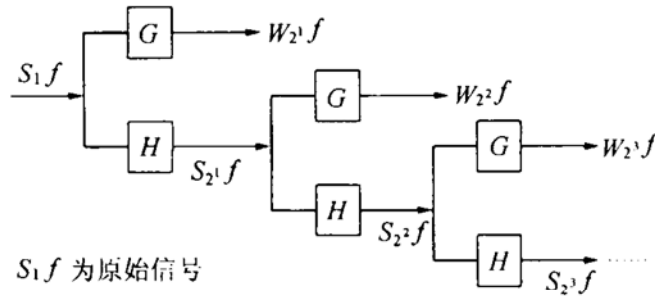 G
W₂¹f
S₁f
G
W₂²f
H
S₂¹f
G
W₂³f
H
S₂²f
H
S₂³f
······
S₁f 为原始信号